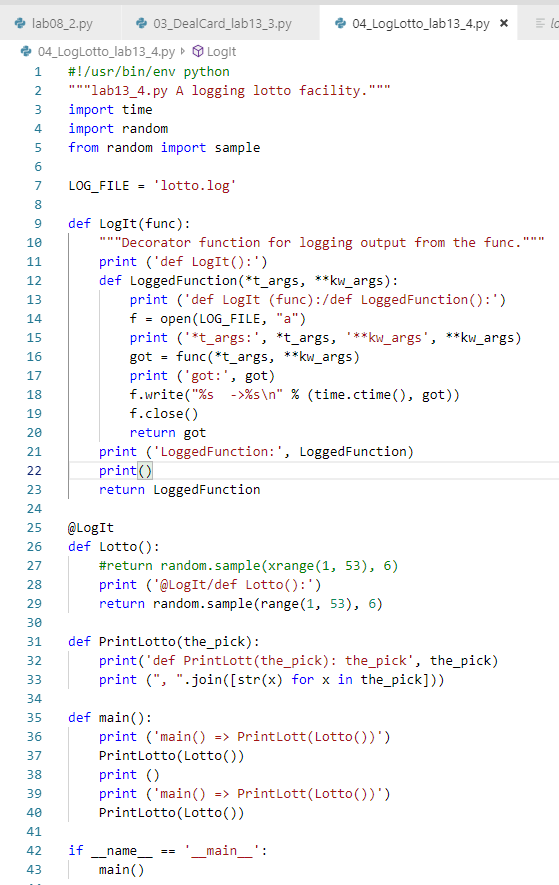 lab08_2.py 03_DealCard_lab13_3.py 04_LogLotto_lab13_4.py ×
04_LogLotto_lab13_4.py › LogIt
1 #!/usr/bin/env python
2 """lab13_4.py A logging lotto facility."""
3 import time
4 import random
5 from random import sample
6
7 LOG_FILE = 'lotto.log'
8
9 def LogIt(func):
10     """Decorator function for logging output from the func."""
11     print ('def LogIt():')
12     def LoggedFunction(*t_args, **kw_args):
13         print ('def LogIt (func):/def LoggedFunction():')
14         f = open(LOG_FILE, "a")
15         print ('*t_args:', *t_args, '**kw_args', **kw_args)
16         got = func(*t_args, **kw_args)
17         print ('got:', got)
18         f.write("%s  ->%s\n" % (time.ctime(), got))
19         f.close()
20         return got
21     print ('LoggedFunction:', LoggedFunction)
22     print()
23     return LoggedFunction
24
25 @LogIt
26 def Lotto():
27     #return random.sample(xrange(1, 53), 6)
28     print ('@LogIt/def Lotto():')
29     return random.sample(range(1, 53), 6)
30
31 def PrintLotto(the_pick):
32     print('def PrintLott(the_pick): the_pick', the_pick)
33     print (", ".join([str(x) for x in the_pick]))
34
35 def main():
36     print ('main() => PrintLott(Lotto())')
37     PrintLotto(Lotto())
38     print ()
39     print ('main() => PrintLott(Lotto())')
40     PrintLotto(Lotto())
41
42 if __name__ == '__main__':
43     main()